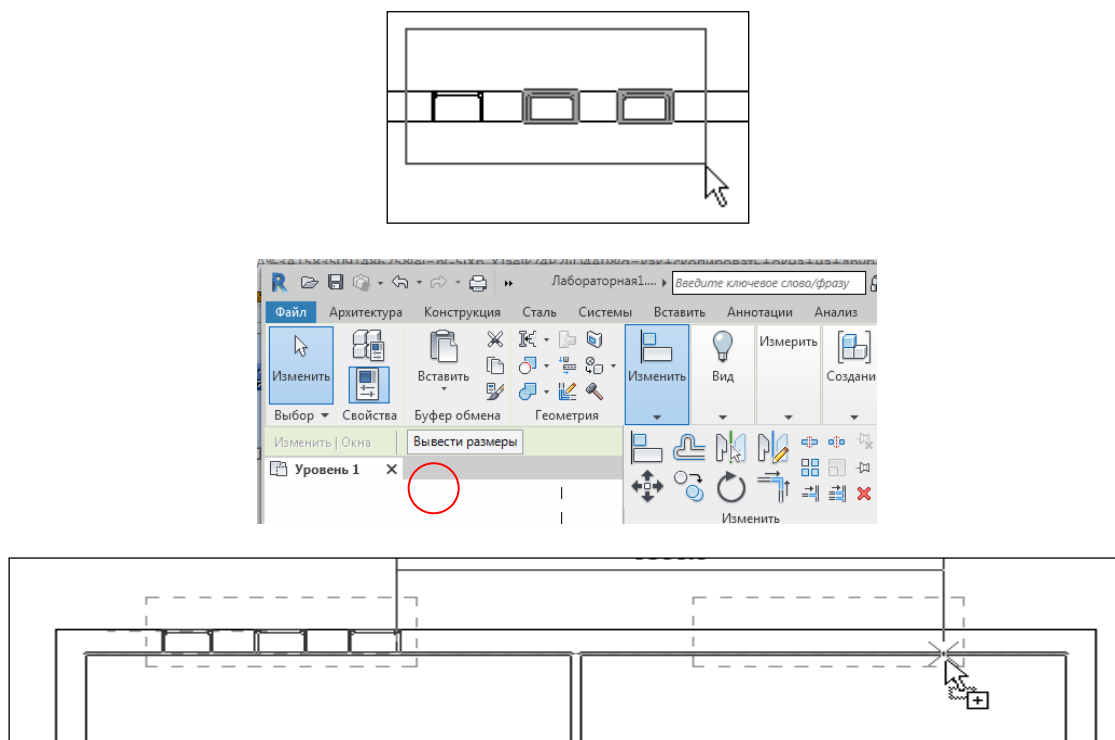 Лабораторная1....
Введите ключевое слово/фразу
Файл Архитектура Конструкция Сталь Системы Вставить Аннотации Анализ
Изменить
Вставить
Изменить
Вид
Измерить
Создани
Выбор Свойства Буфер обмена Геометрия
Изменить | Окна Вывести размеры
Уровень 1
Изменить